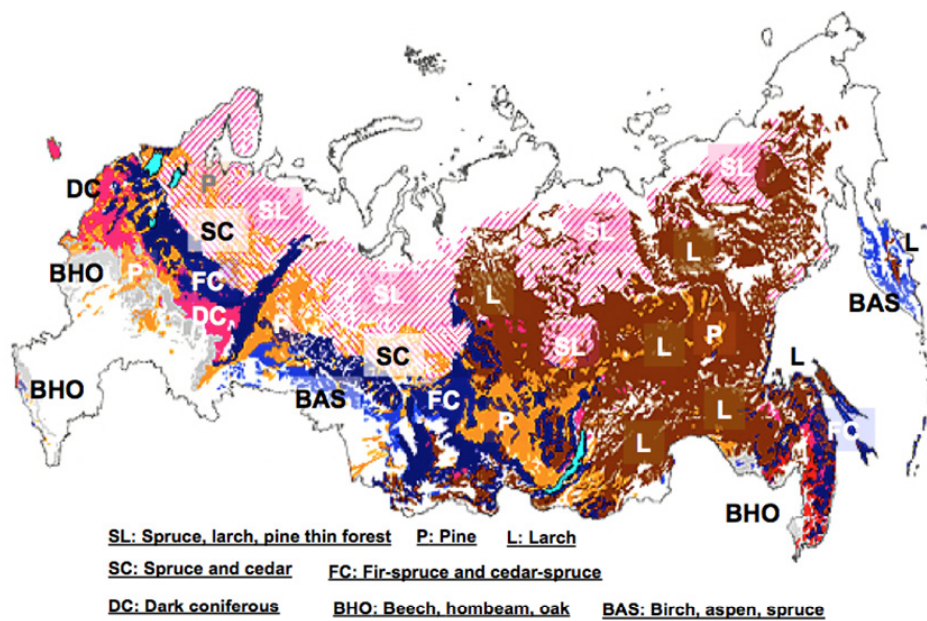 SL
P
DC
SL
SC
L
L
BHO
P
SL
BAS
FC
SL
L
DC
P
L
P
SC
SL
L
BHO
BAS
FC
P
L
L
FC
BHO
SL: Spruce, larch, pine thin forest P: Pine L: Larch
SC: Spruce and cedar FC: Fir-spruce and cedar-spruce
DC: Dark coniferous BHO: Beech, hombeam, oak BAS: Birch, aspen, spruce